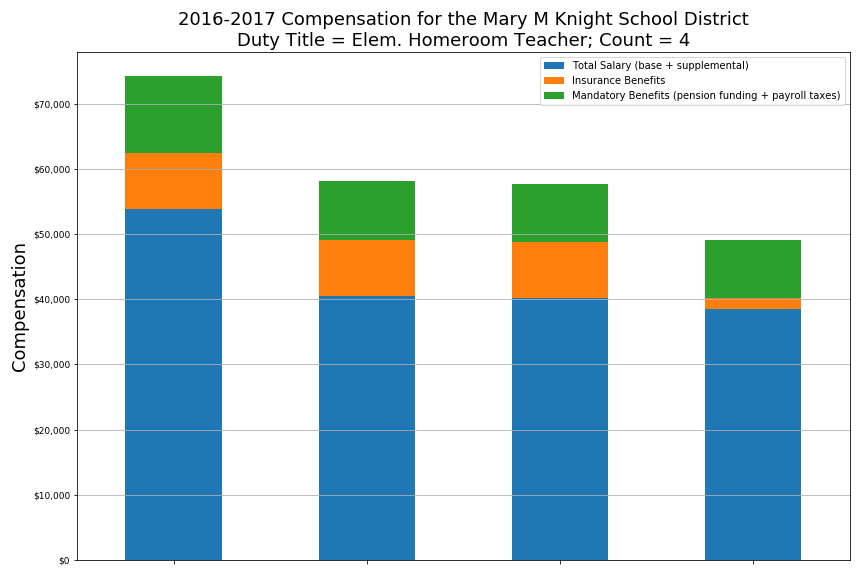 2016-2017 Compensation for the Mary M Knight School District
Duty Title = Elem. Homeroom Teacher; Count = 4
Total Salary (base + supplemental)
Insurance Benefits
Mandatory Benefits (pension funding + payroll taxes)
Compensation
$70,000
$60,000
$50,000
$40,000
$30,000
$20,000
$10,000
$0